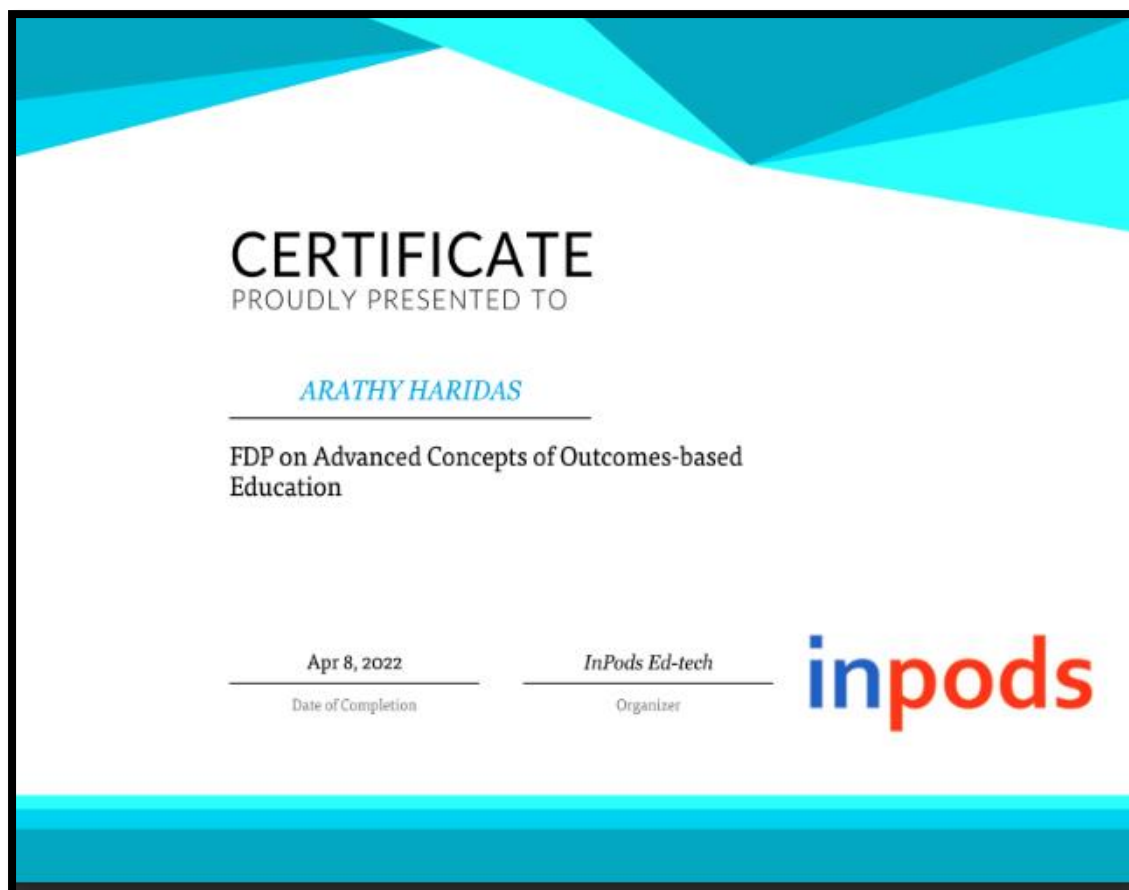 CERTIFICATE
PROUDLY PRESENTED TO
ARATHY HARIDAS
FDP on Advanced Concepts of Outcomes-based
Education
Apr 8, 2022
Date of Completion
InPods Ed-tech
Organizer
inpods